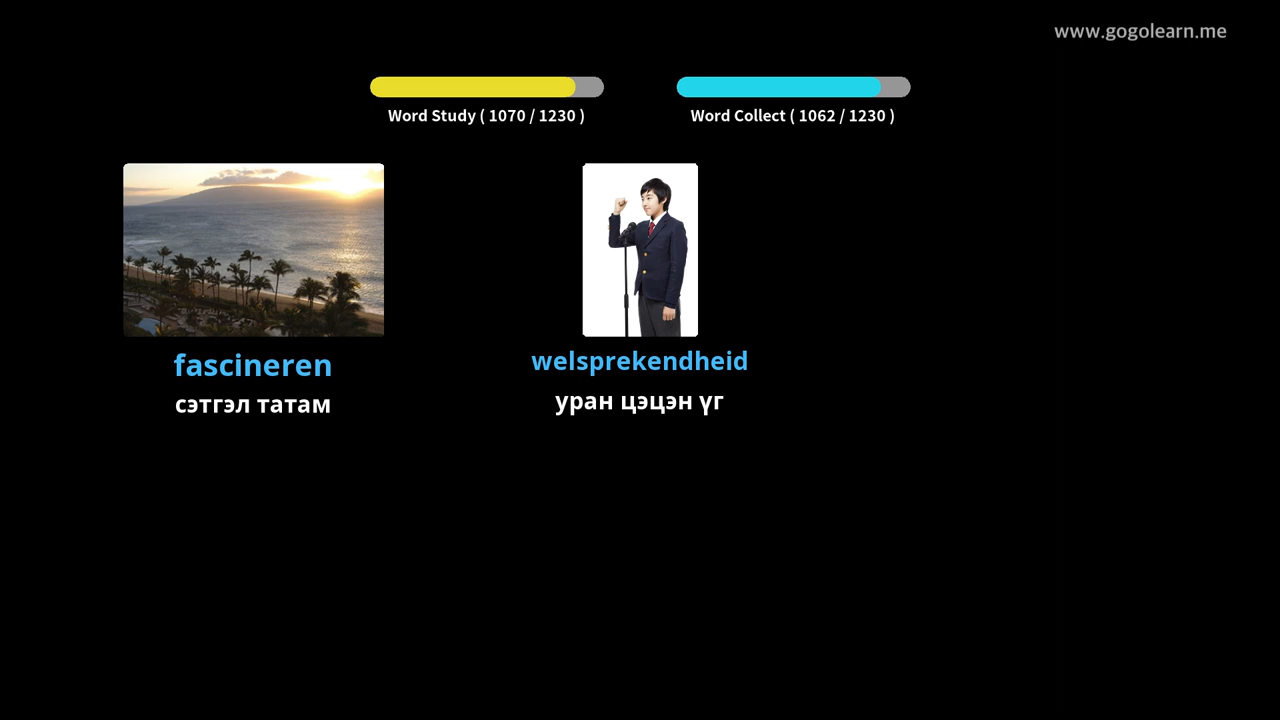 www.gogolearn.me
Word Study ( 1070 / 1230 )
Word Collect ( 1062 / 1230 )
fascineren
сэтгэл татам
welsprekendheid
уран цэцэн үг